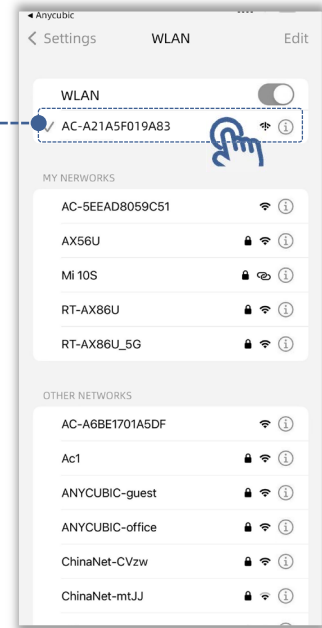 ◀ Anycubic
Settings WLAN Edit
WLAN
AC-A21A5F019A83
MY NERWORKS
AC-5EEAD8059C51
AX56U
Mi 10S
RT-AX86U
RT-AX86U_5G
OTHER NETWORKS
AC-A6BE1701A5DF
Ac1
ANYCUBIC-guest
ANYCUBIC-office
ChinaNet-CVzw
ChinaNet-mtJJ